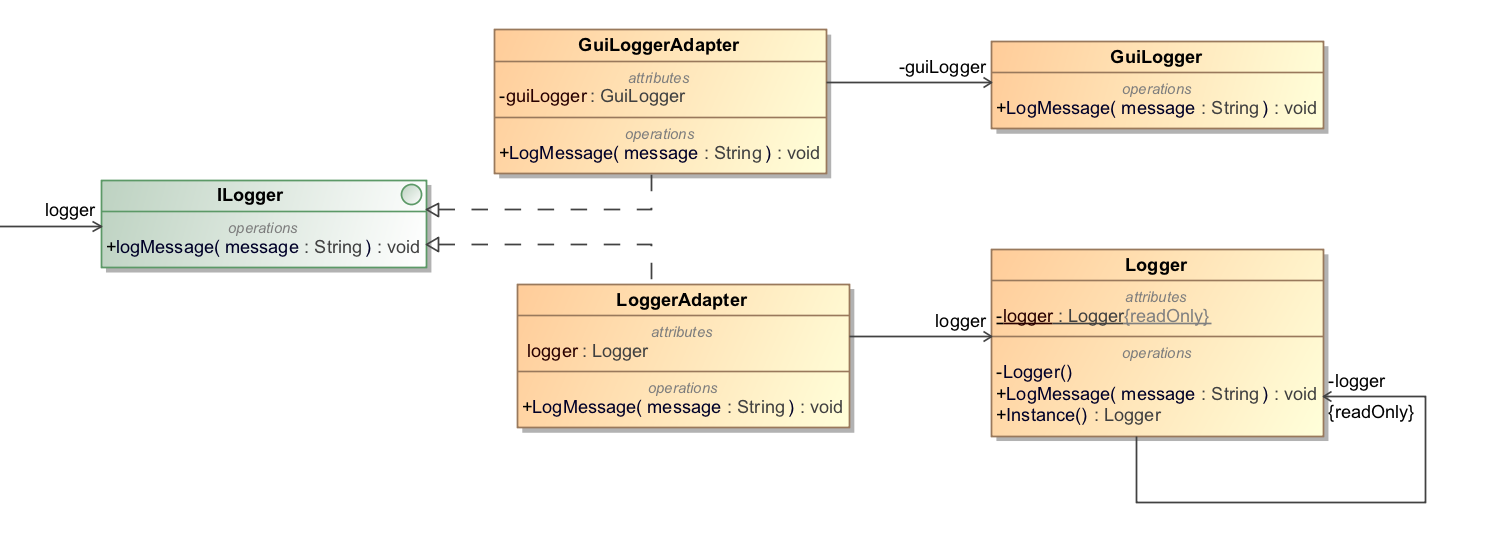 GuiLoggerAdapter
attributes
-guiLogger : GuiLogger
operations
+LogMessage( message : String ) : void
-guiLogger
GuiLogger
operations
+LogMessage( message : String ) : void
logger
ILogger
operations
+logMessage( message : String ) : void
LoggerAdapter
attributes
logger : Logger
operations
+LogMessage( message : String ) : void
logger
Logger
attributes
-logger : Logger{readOnly}
operations
-Logger()
+LogMessage( message : String ) : void
+Instance() : Logger
-logger
{readOnly}